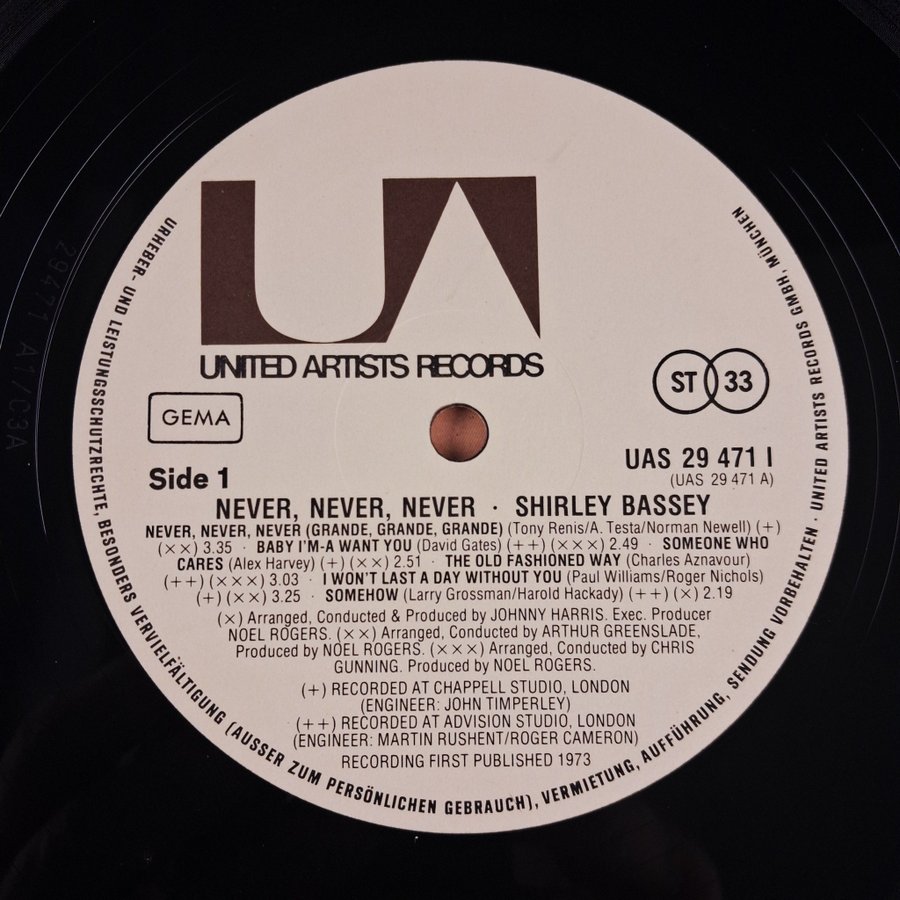 UA
UNITED ARTISTS RECORDS
GEMA
ST 33
Side 1
UAS 29 471 I
(UAS 29 471 A)
NEVER, NEVER, NEVER · SHIRLEY BASSEY
NEVER, NEVER, NEVER (GRANDE, GRANDE, GRANDE) (Tony Renis/A. Testa/Norman Newell) (+)
(××) 3.35 · BABY I'M-A WANT YOU (David Gates) (++) (×××) 2.49 · SOMEONE WHO
CARES (Alex Harvey) (+) (××) 2.51 · THE OLD FASHIONED WAY (Charles Aznavour)
(++) (×××) 3.03 · I WON'T LAST A DAY WITHOUT YOU (Paul Williams/Roger Nichols)
(+) (××) 3.25 · SOMEHOW (Larry Grossman/Harold Hackady) (++) (×) 2.19
(×) Arranged, Conducted & Produced by JOHNNY HARRIS. Exec. Producer
NOEL ROGERS. (××) Arranged, Conducted by ARTHUR GREENSLADE,
Produced by NOEL ROGERS. (×××) Arranged, Conducted by CHRIS
GUNNING. Produced by NOEL ROGERS.
(+) RECORDED AT CHAPPELL STUDIO, LONDON
(ENGINEER: JOHN TIMPERLEY)
(++) RECORDED AT ADVISION STUDIO, LONDON
(ENGINEER: MARTIN RUSHENT/ROGER CAMERON)
RECORDING FIRST PUBLISHED 1973
URHEBER- UND LEISTUNGSSCHUTZRECHTE, BESONDERS VERVIELFÄLTIGUNG (AUSSER ZUM PERSÖNLICHEN GEBRAUCH), VERMIETUNG, AUFFÜHRUNG, SENDUNG VORBEHALTEN · UNITED ARTISTS RECORDS GMBH, MÜNCHEN
29471 A1/C3A